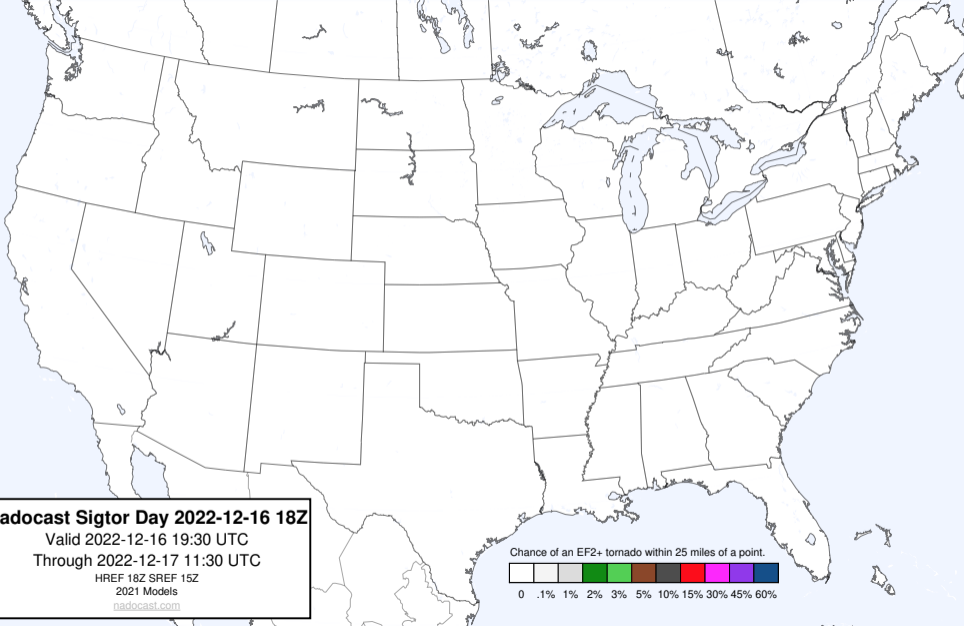 adocast Sigtor Day 2022-12-16 18Z
Valid 2022-12-16 19:30 UTC
Through 2022-12-17 11:30 UTC
HREF 18Z SREF 15Z
2021 Models
nadocast.com
Chance of an EF2+ tornado within 25 miles of a point.
0 .1% 1% 2% 3% 5% 10% 15% 30% 45% 60%